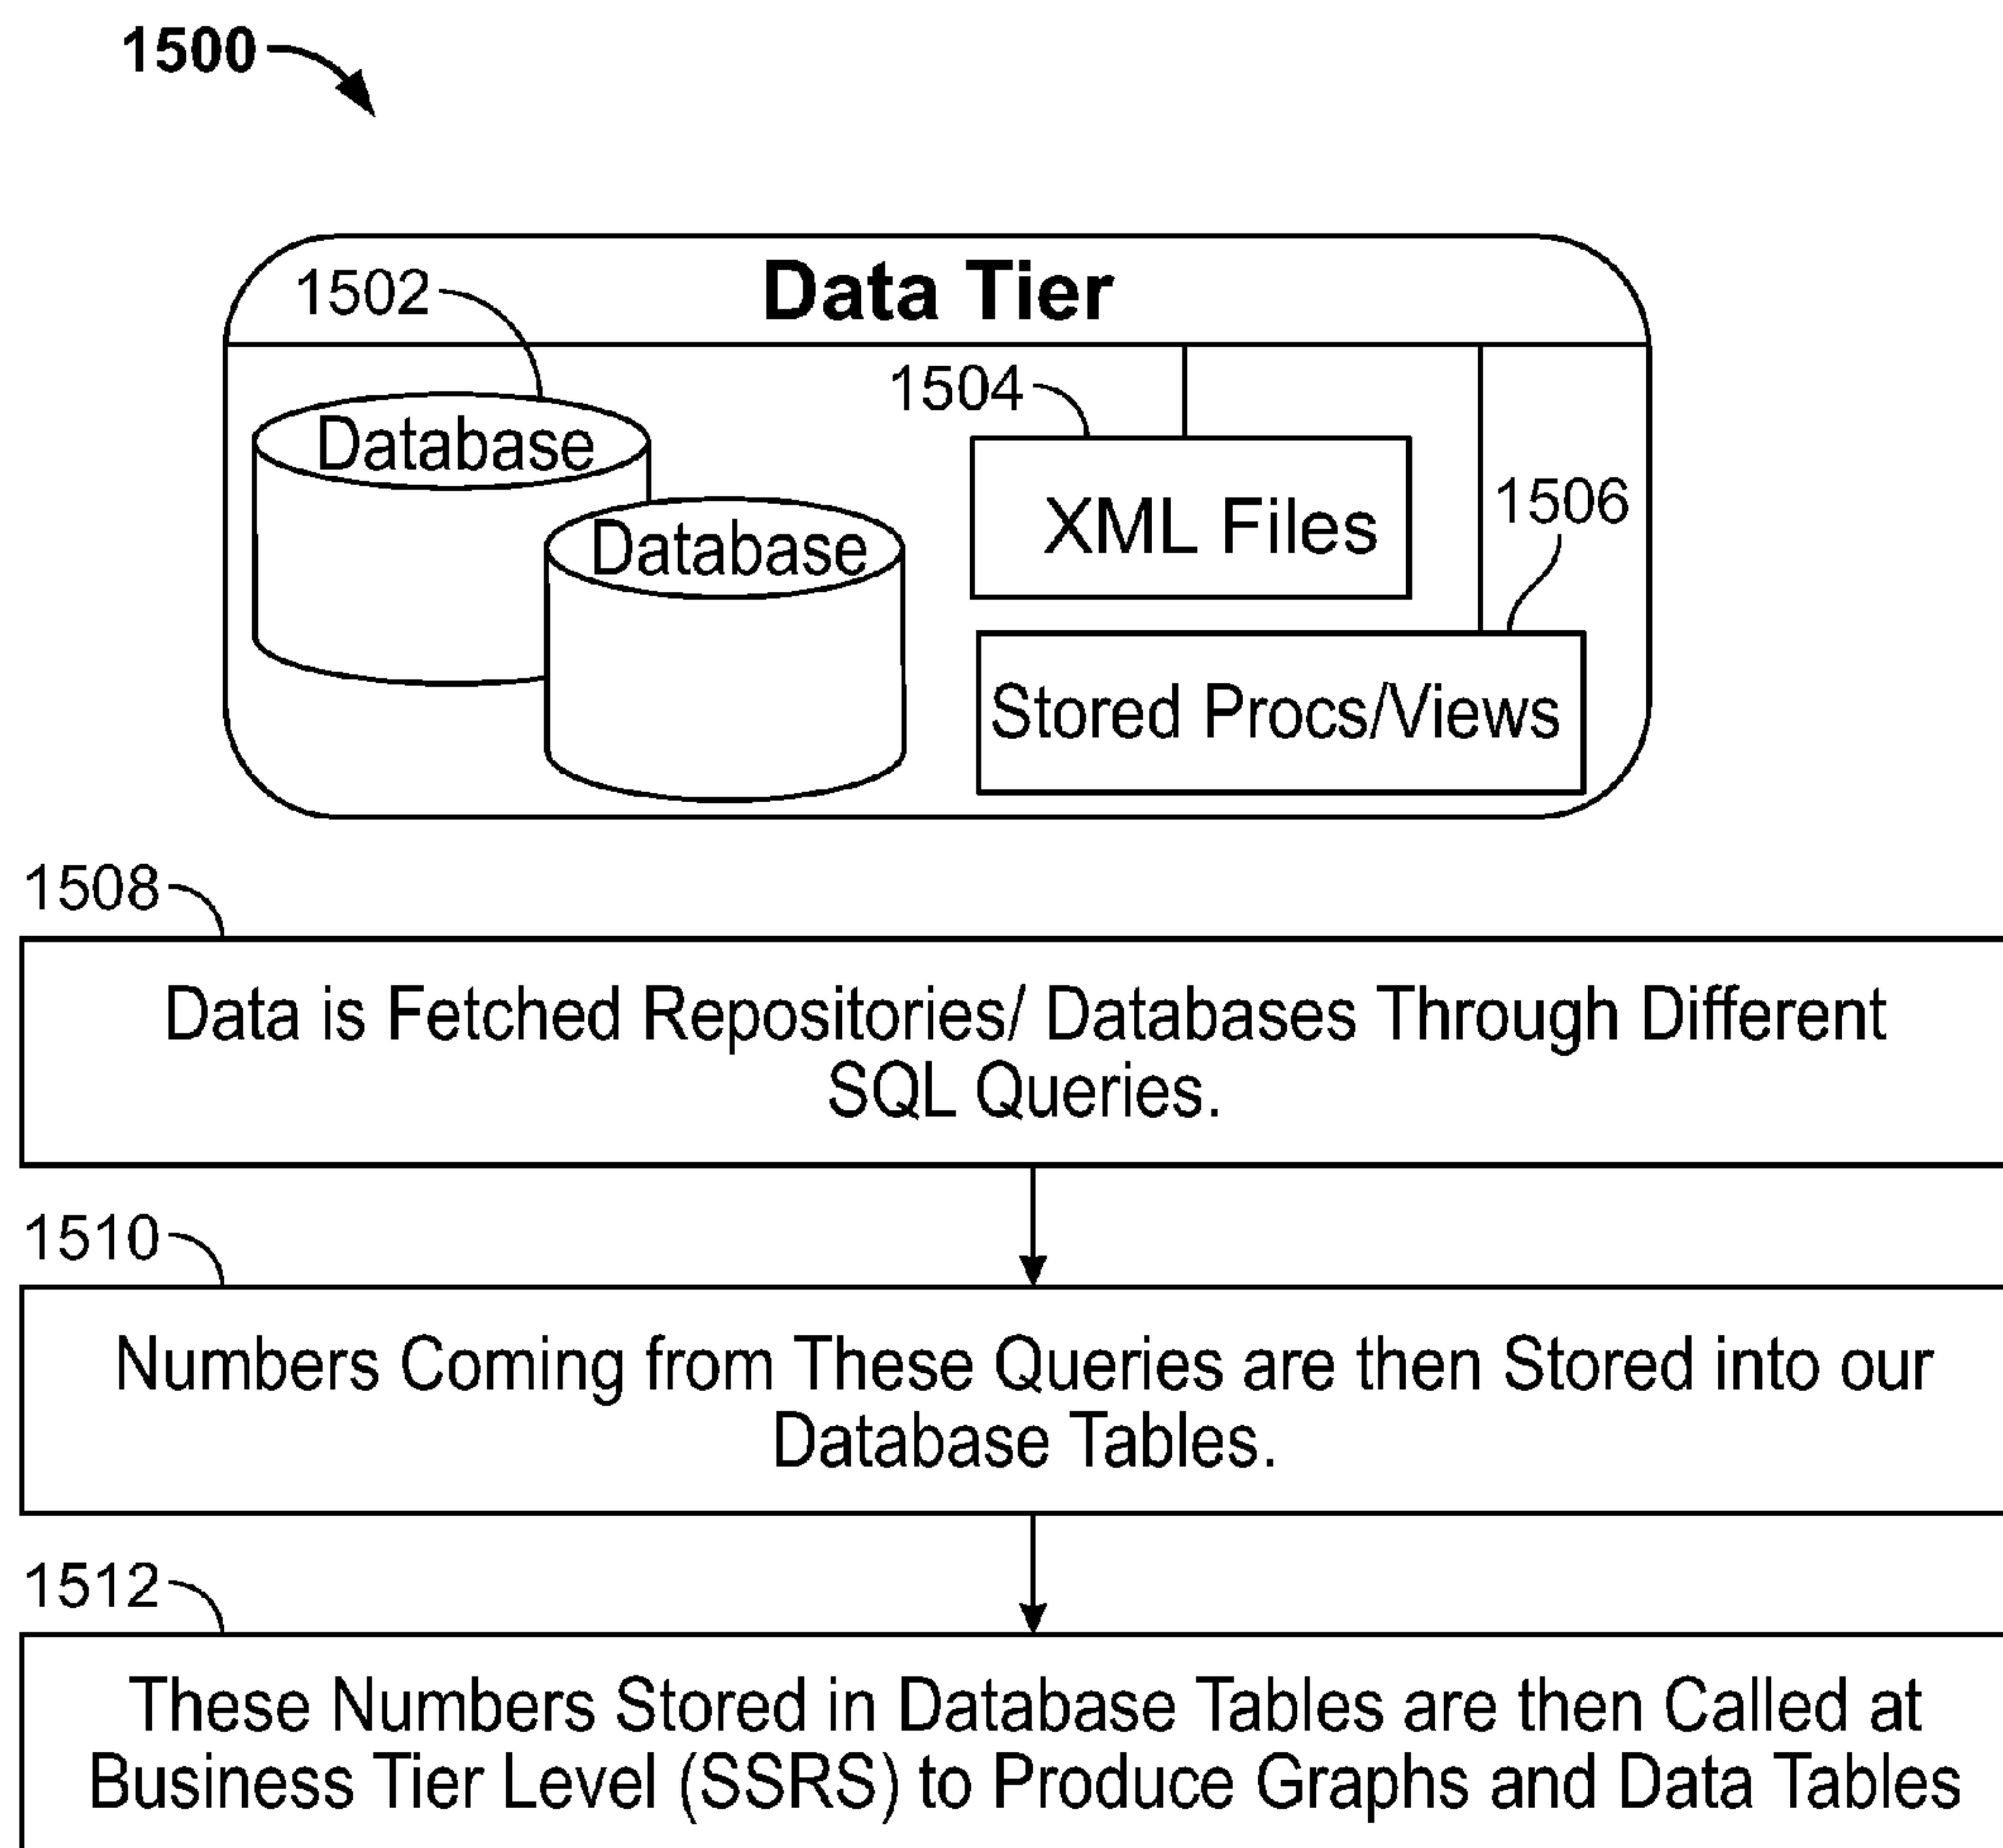 1500
Data Tier
1502
Database
Database
1504
XML Files
1506
Stored Procs/Views
1508
Data is Fetched Repositories/ Databases Through Different
SQL Queries.
1510
Numbers Coming from These Queries are then Stored into our
Database Tables.
1512
These Numbers Stored in Database Tables are then Called at
Business Tier Level (SSRS) to Produce Graphs and Data Tables